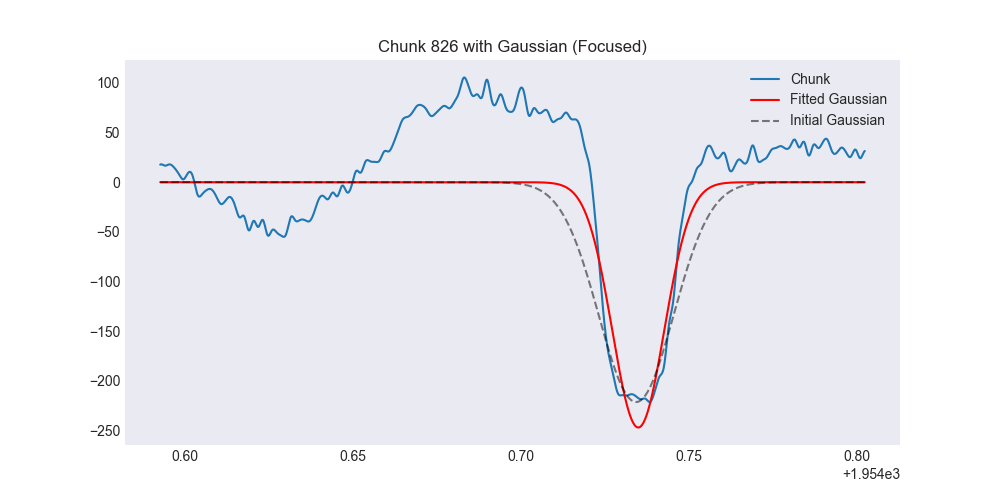 Chunk 826 with Gaussian (Focused)
Chunk
Fitted Gaussian
Initial Gaussian
100
50
0
−50
−100
−150
−200
−250
0.60
0.65
0.70
0.75
0.80
+1.954e3